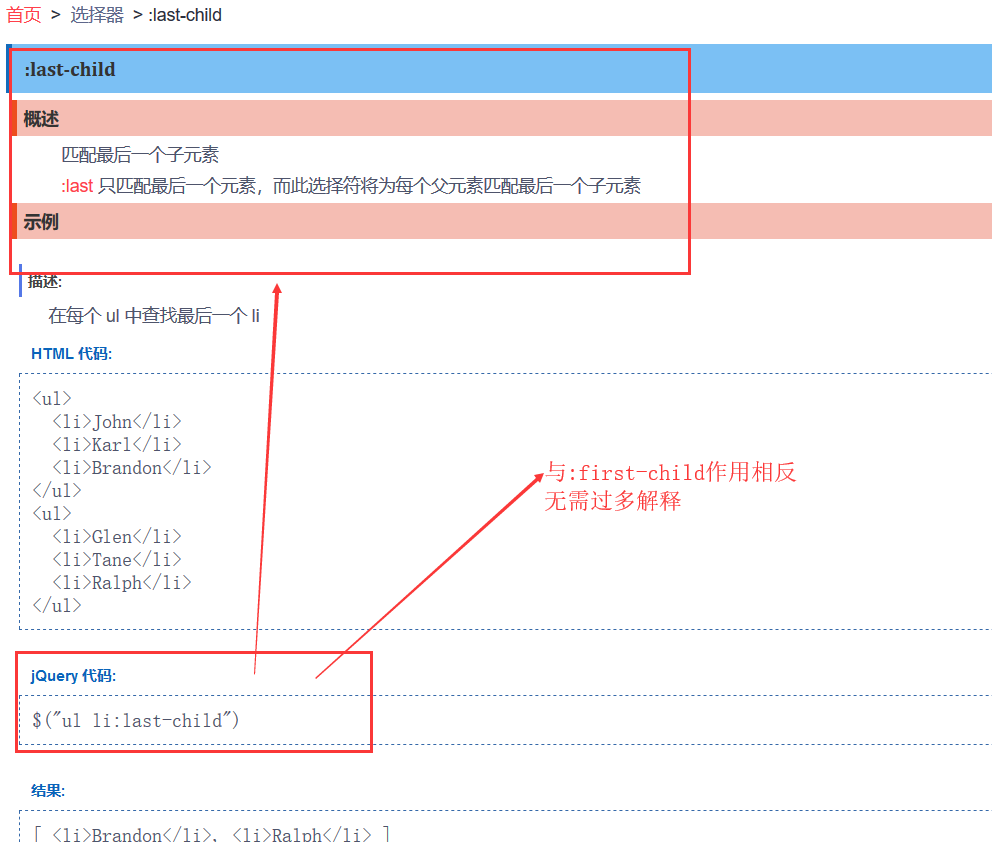 首页 > 选择器 > :last-child
:last-child
概述
匹配最后一个子元素
:last 只匹配最后一个元素，而此选择符将为每个父元素匹配最后一个子元素
示例
描述:
在每个 ul 中查找最后一个 li
HTML 代码:
<ul>
  <li>John</li>
  <li>Karl</li>
  <li>Brandon</li>
</ul>
<ul>
  <li>Glen</li>
  <li>Tane</li>
  <li>Ralph</li>
</ul>
与:first-child作用相反
无需过多解释
jQuery 代码:
$("ul li:last-child")
结果:
[ <li>Brandon</li>, <li>Ralph</li> ]